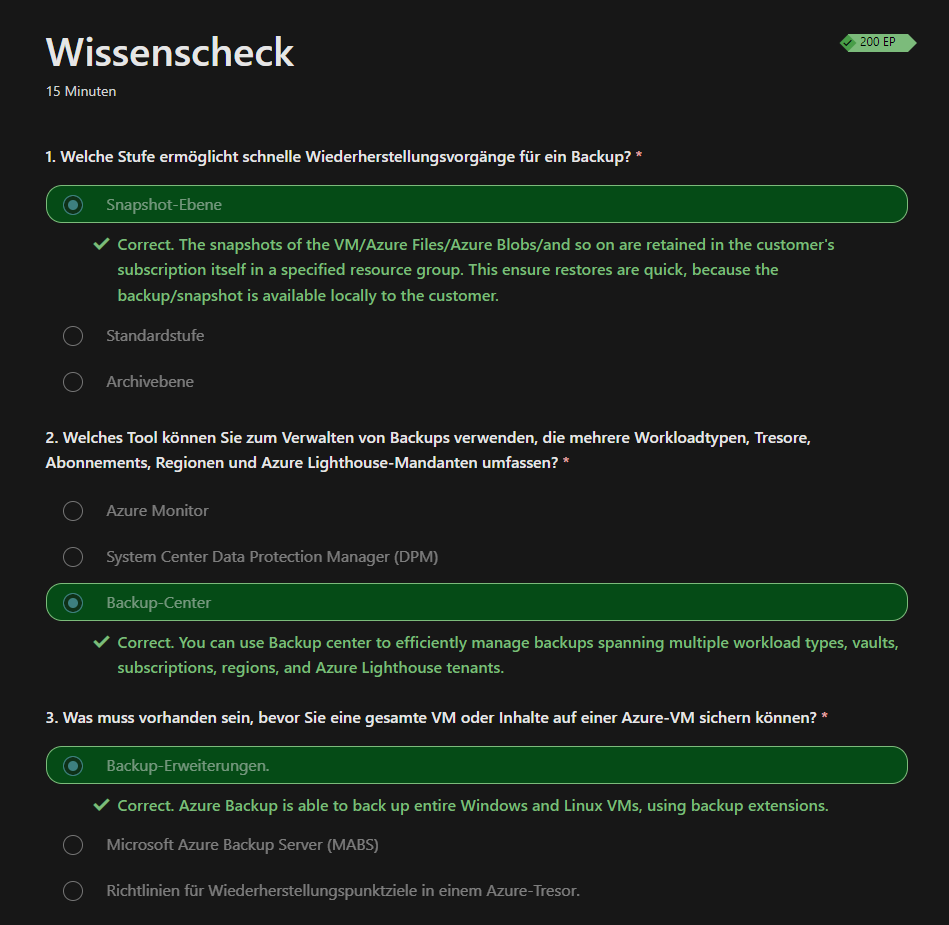 Wissenscheck
200 EP
15 Minuten
1. Welche Stufe ermöglicht schnelle Wiederherstellungsvorgänge für ein Backup? *
Snapshot-Ebene
Correct. The snapshots of the VM/Azure Files/Azure Blobs/and so on are retained in the customer's
subscription itself in a specified resource group. This ensure restores are quick, because the
backup/snapshot is available locally to the customer.
Standardstufe
Archivebene
2. Welches Tool können Sie zum Verwalten von Backups verwenden, die mehrere Workloadtypen, Tresore,
Abonnements, Regionen und Azure Lighthouse-Mandanten umfassen? *
Azure Monitor
System Center Data Protection Manager (DPM)
Backup-Center
Correct. You can use Backup center to efficiently manage backups spanning multiple workload types, vaults,
subscriptions, regions, and Azure Lighthouse tenants.
3. Was muss vorhanden sein, bevor Sie eine gesamte VM oder Inhalte auf einer Azure-VM sichern können? *
Backup-Erweiterungen.
Correct. Azure Backup is able to back up entire Windows and Linux VMs, using backup extensions.
Microsoft Azure Backup Server (MABS)
Richtlinien für Wiederherstellungspunktziele in einem Azure-Tresor.